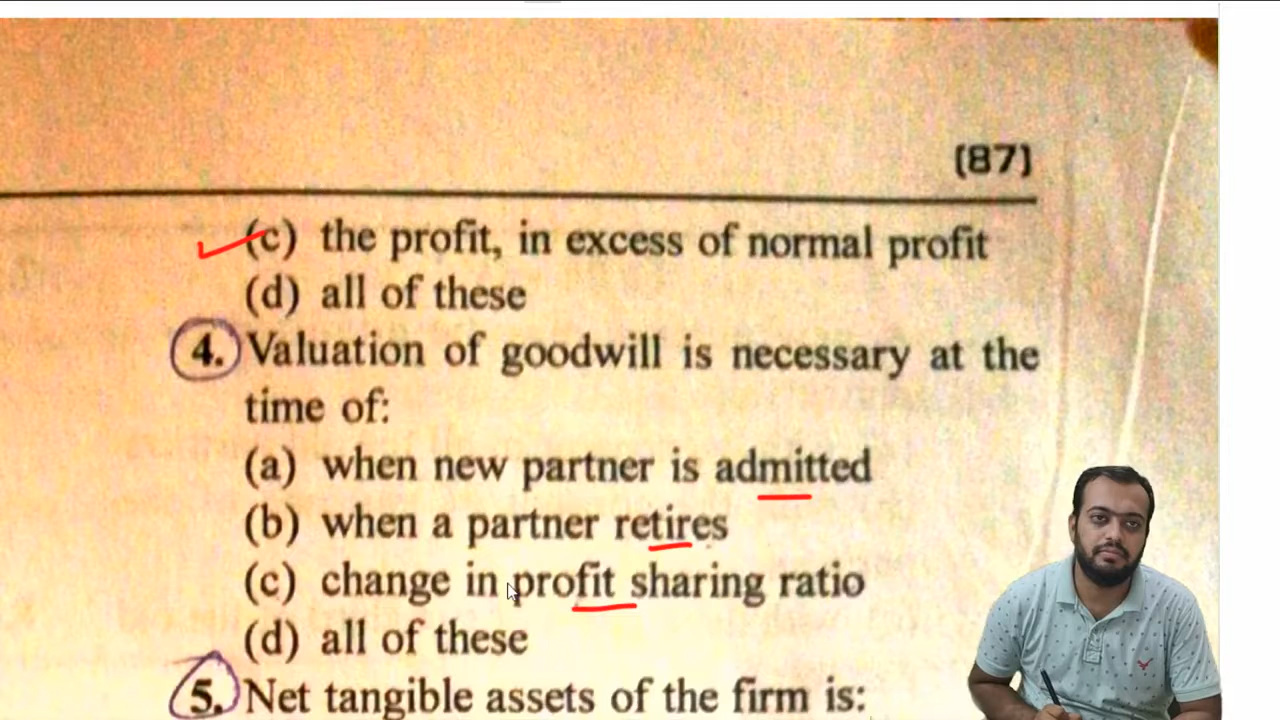 (87)
(c) the profit, in excess of normal profit
(d) all of these
4. Valuation of goodwill is necessary at the
time of:
(a) when new partner is admitted
(b) when a partner retires
(c) change in profit sharing ratio
(d) all of these
5. Net tangible assets of the firm is: